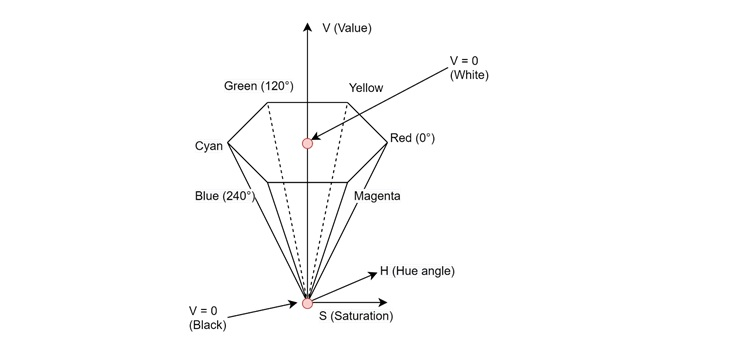 V (Value)
V = 0
(White)
Green (120°)
Yellow
Cyan
Red (0°)
Blue (240°)
Magenta
H (Hue angle)
V = 0
(Black)
S (Saturation)